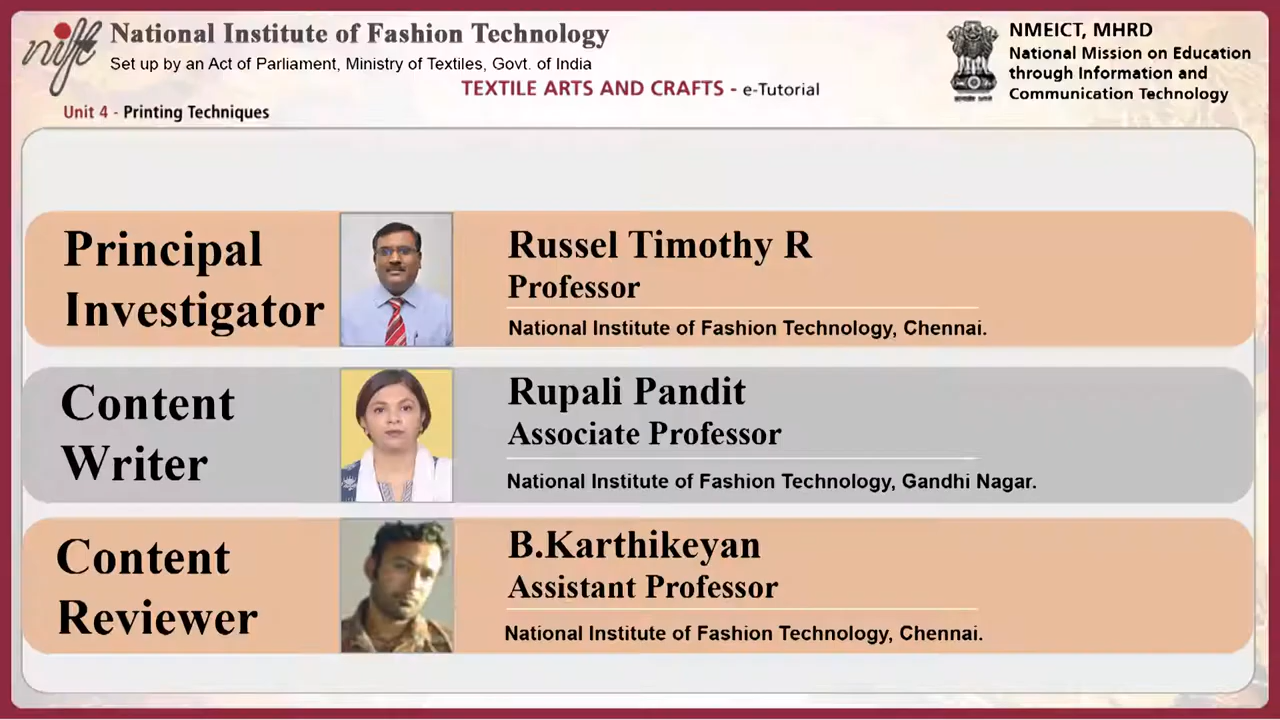 nift
National Institute of Fashion Technology
Set up by an Act of Parliament, Ministry of Textiles, Govt. of India
TEXTILE ARTS AND CRAFTS - e-Tutorial
Unit 4 - Printing Techniques
NMEICT, MHRD
National Mission on Education
through Information and
Communication Technology
Principal
Investigator
Russel Timothy R
Professor
National Institute of Fashion Technology, Chennai.
Content
Writer
Rupali Pandit
Associate Professor
National Institute of Fashion Technology, Gandhi Nagar.
Content
Reviewer
B.Karthikeyan
Assistant Professor
National Institute of Fashion Technology, Chennai.